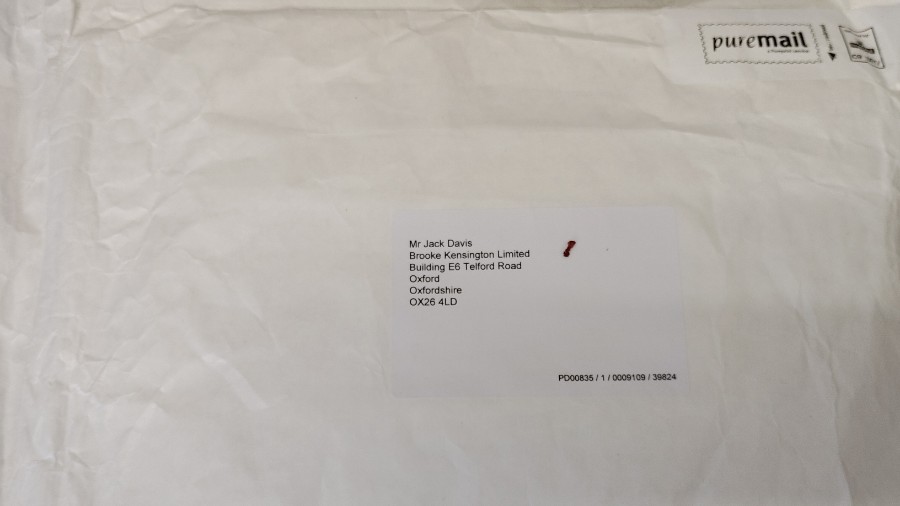 puremail
Mr Jack Davis
Brooke Kensington Limited
Building E6 Telford Road
Oxford
Oxfordshire
OX26 4LD
PD00835 / 1 / 0009109 / 39824